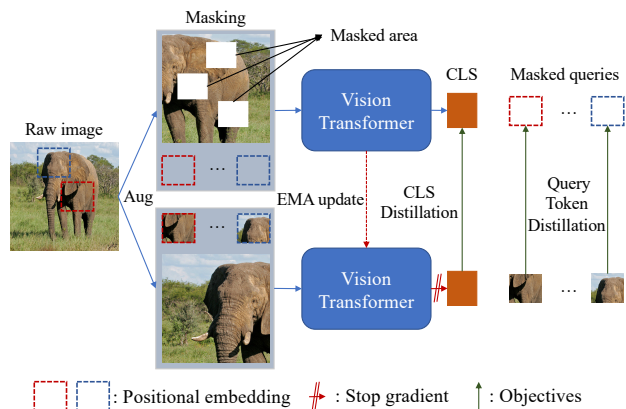 Masking
Masked area
CLS
Masked queries
Vision
Transformer
...
Raw image
...
Aug
EMA update
CLS
Distillation
Query
Token
Distillation
...
Vision
Transformer
...
: Positional embedding
: Stop gradient
: Objectives